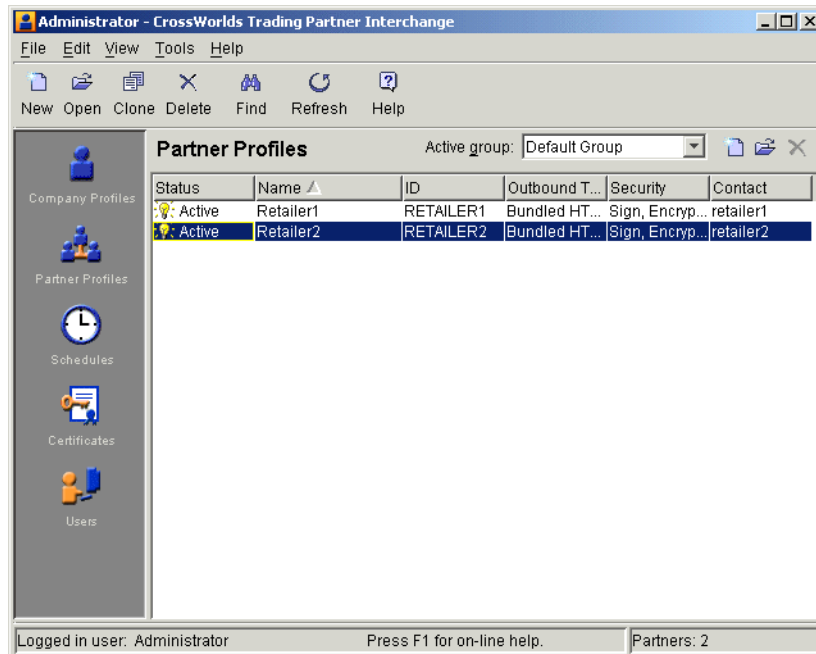 Administrator - CrossWorlds Trading Partner Interchange
File Edit View Tools Help
New Open Clone Delete Find Refresh Help
Partner Profiles Active group: Default Group
Status Name ID Outbound T... Security Contact
Active Retailer1 RETAILER1 Bundled HT... Sign, Encryp... retailer1
Active Retailer2 RETAILER2 Bundled HT... Sign, Encryp... retailer2
Company Profiles
Partner Profiles
Schedules
Certificates
Users
Logged in user: Administrator Press F1 for on-line help. Partners: 2